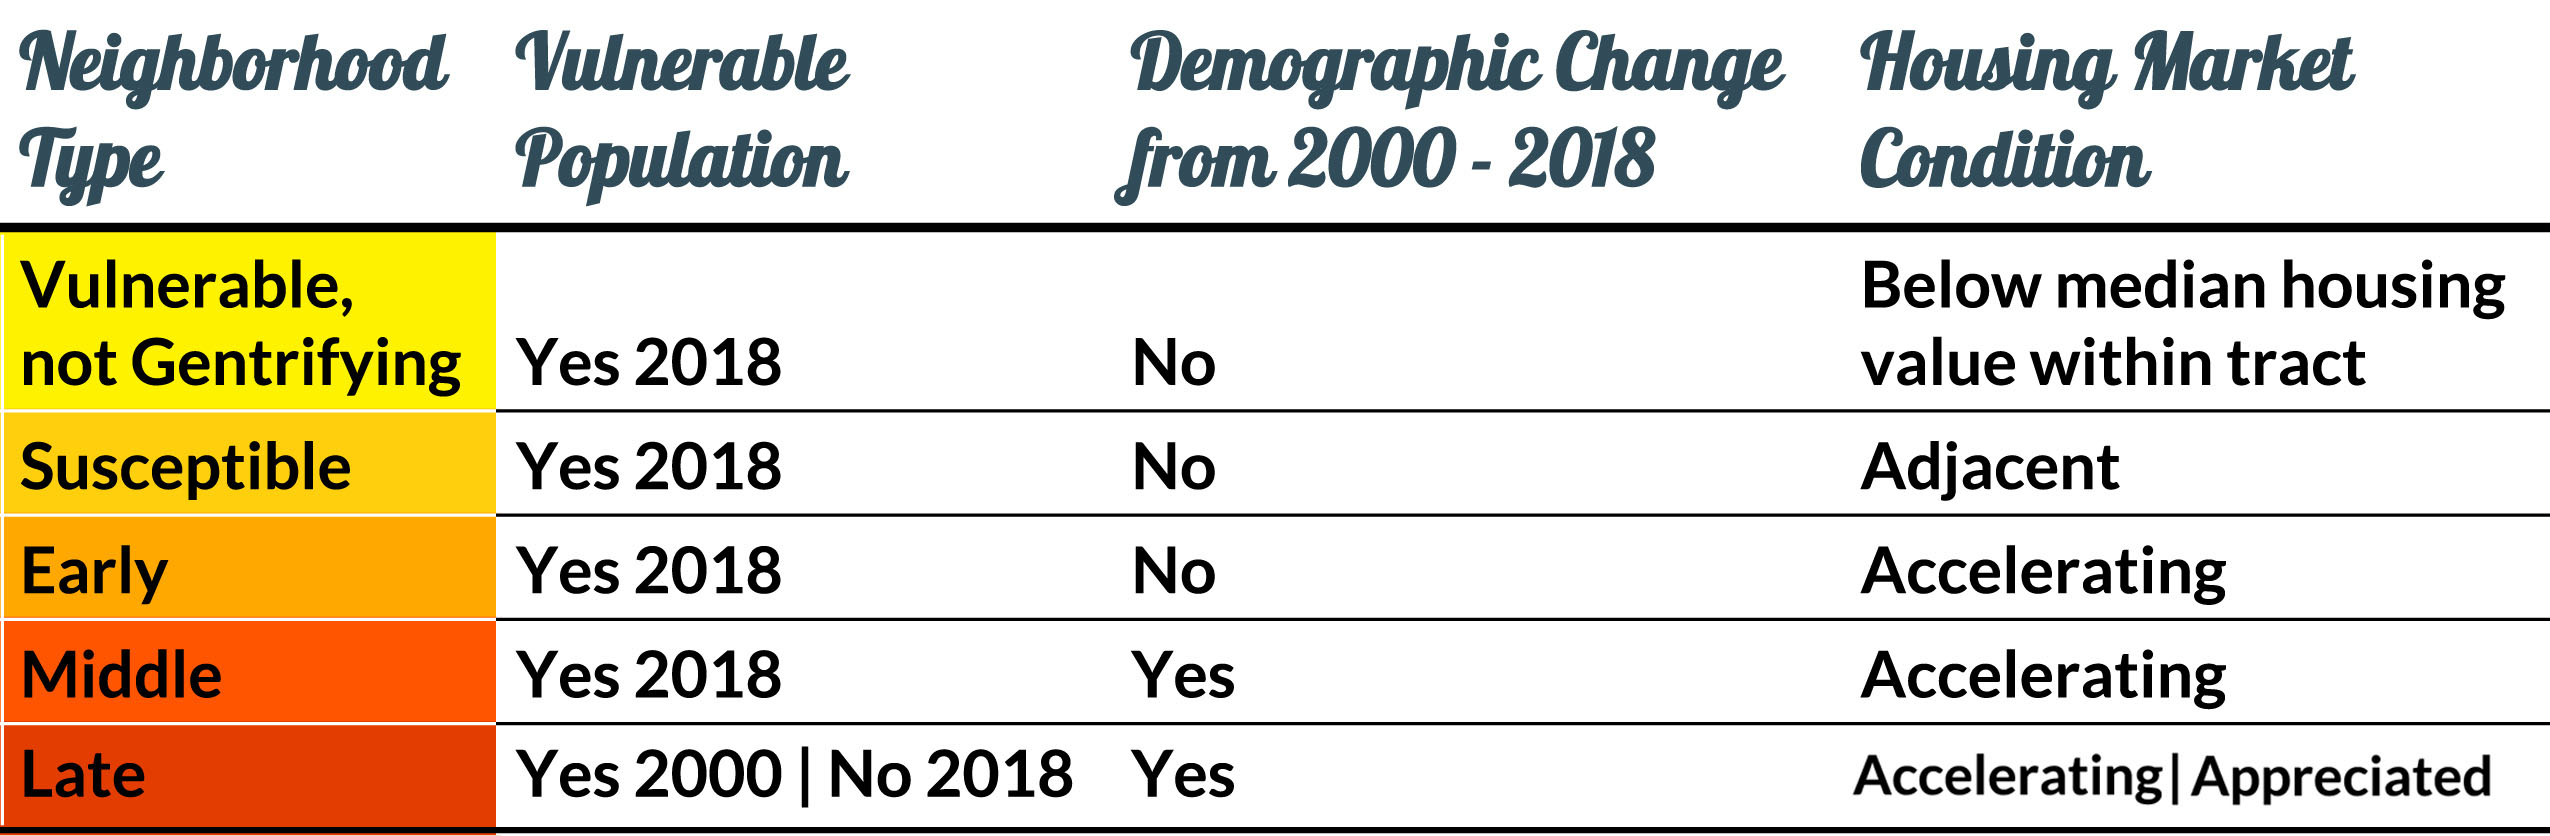 Neighborhood Type
Vulnerable Population
Demographic Change from 2000 - 2018
Housing Market Condition
Vulnerable, not Gentrifying
Yes 2018
No
Below median housing value within tract
Susceptible
Yes 2018
No
Adjacent
Early
Yes 2018
No
Accelerating
Middle
Yes 2018
Yes
Accelerating
Late
Yes 2000 | No 2018
Yes
Accelerating| Appreciated